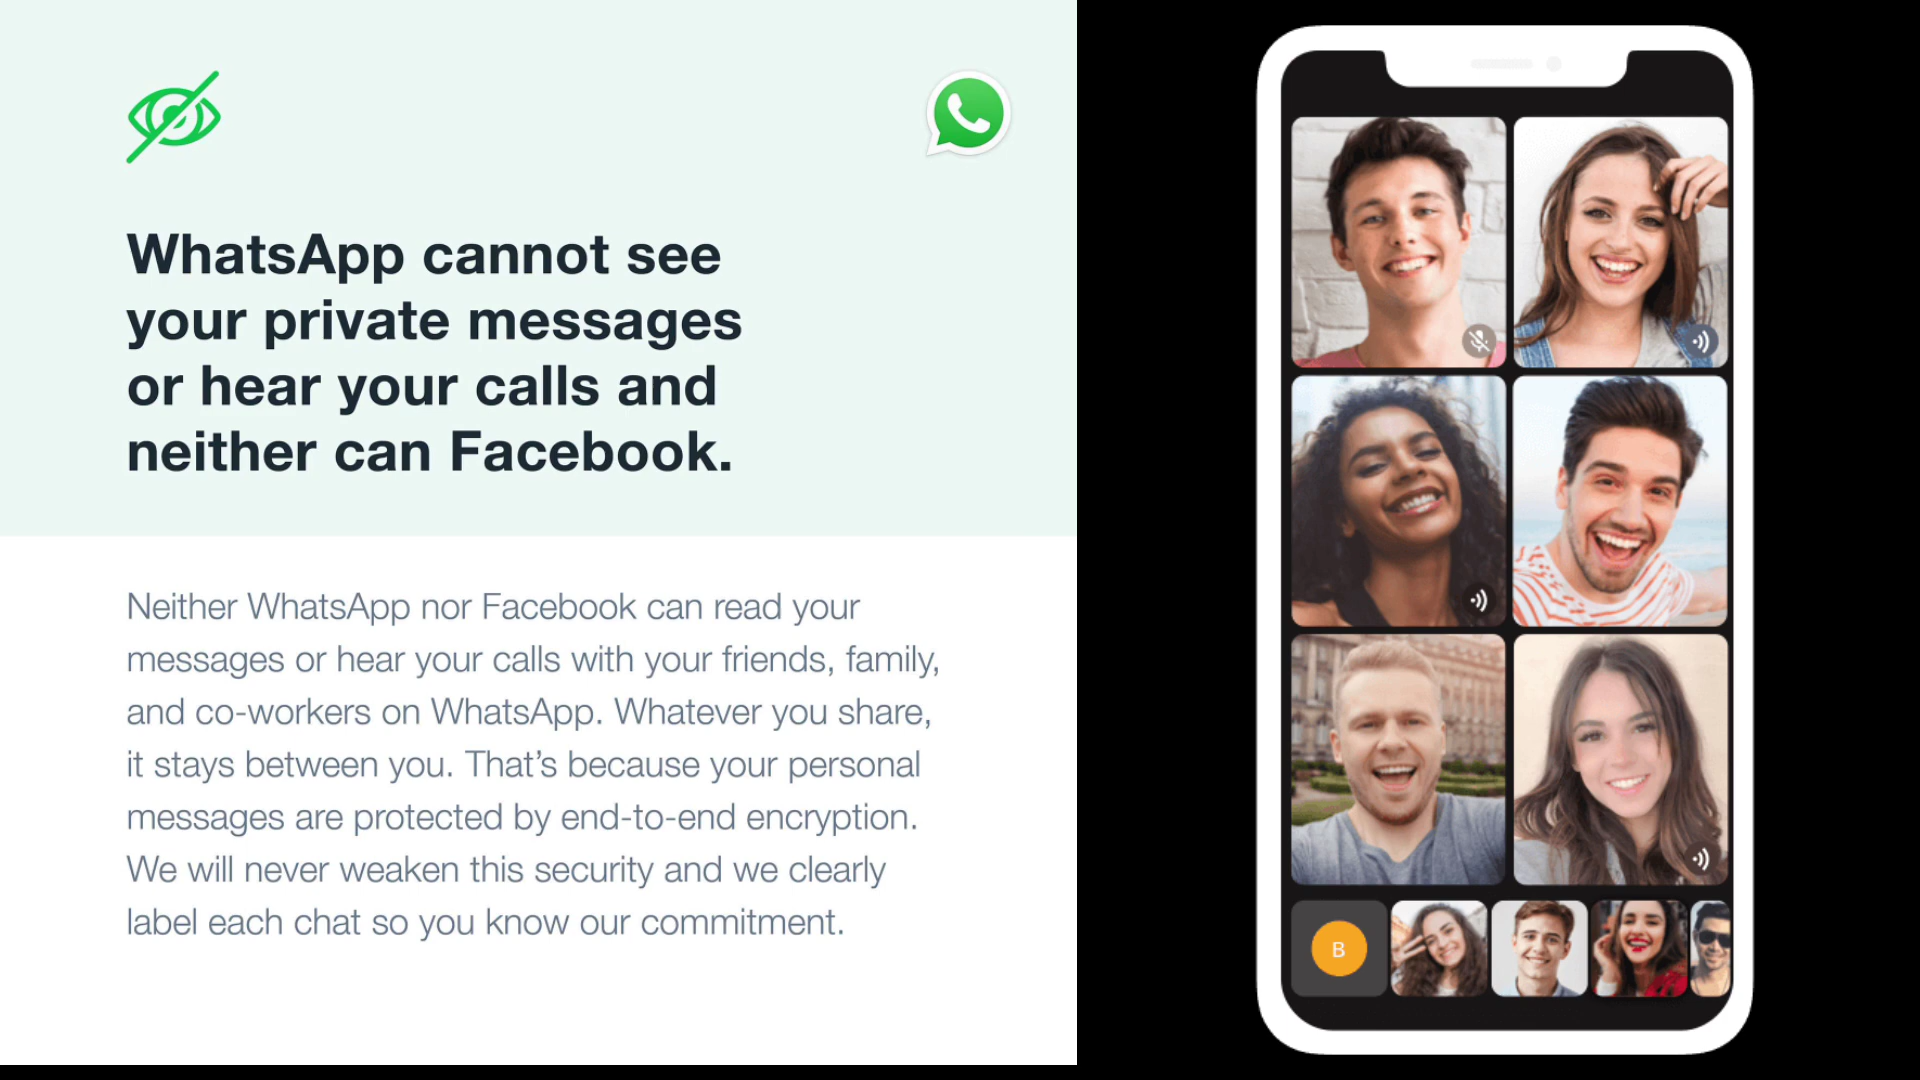 WhatsApp cannot see
your private messages
or hear your calls and
neither can Facebook.
Neither WhatsApp nor Facebook can read your
messages or hear your calls with your friends, family,
and co-workers on WhatsApp. Whatever you share,
it stays between you. That’s because your personal
messages are protected by end-to-end encryption.
We will never weaken this security and we clearly
label each chat so you know our commitment.
B